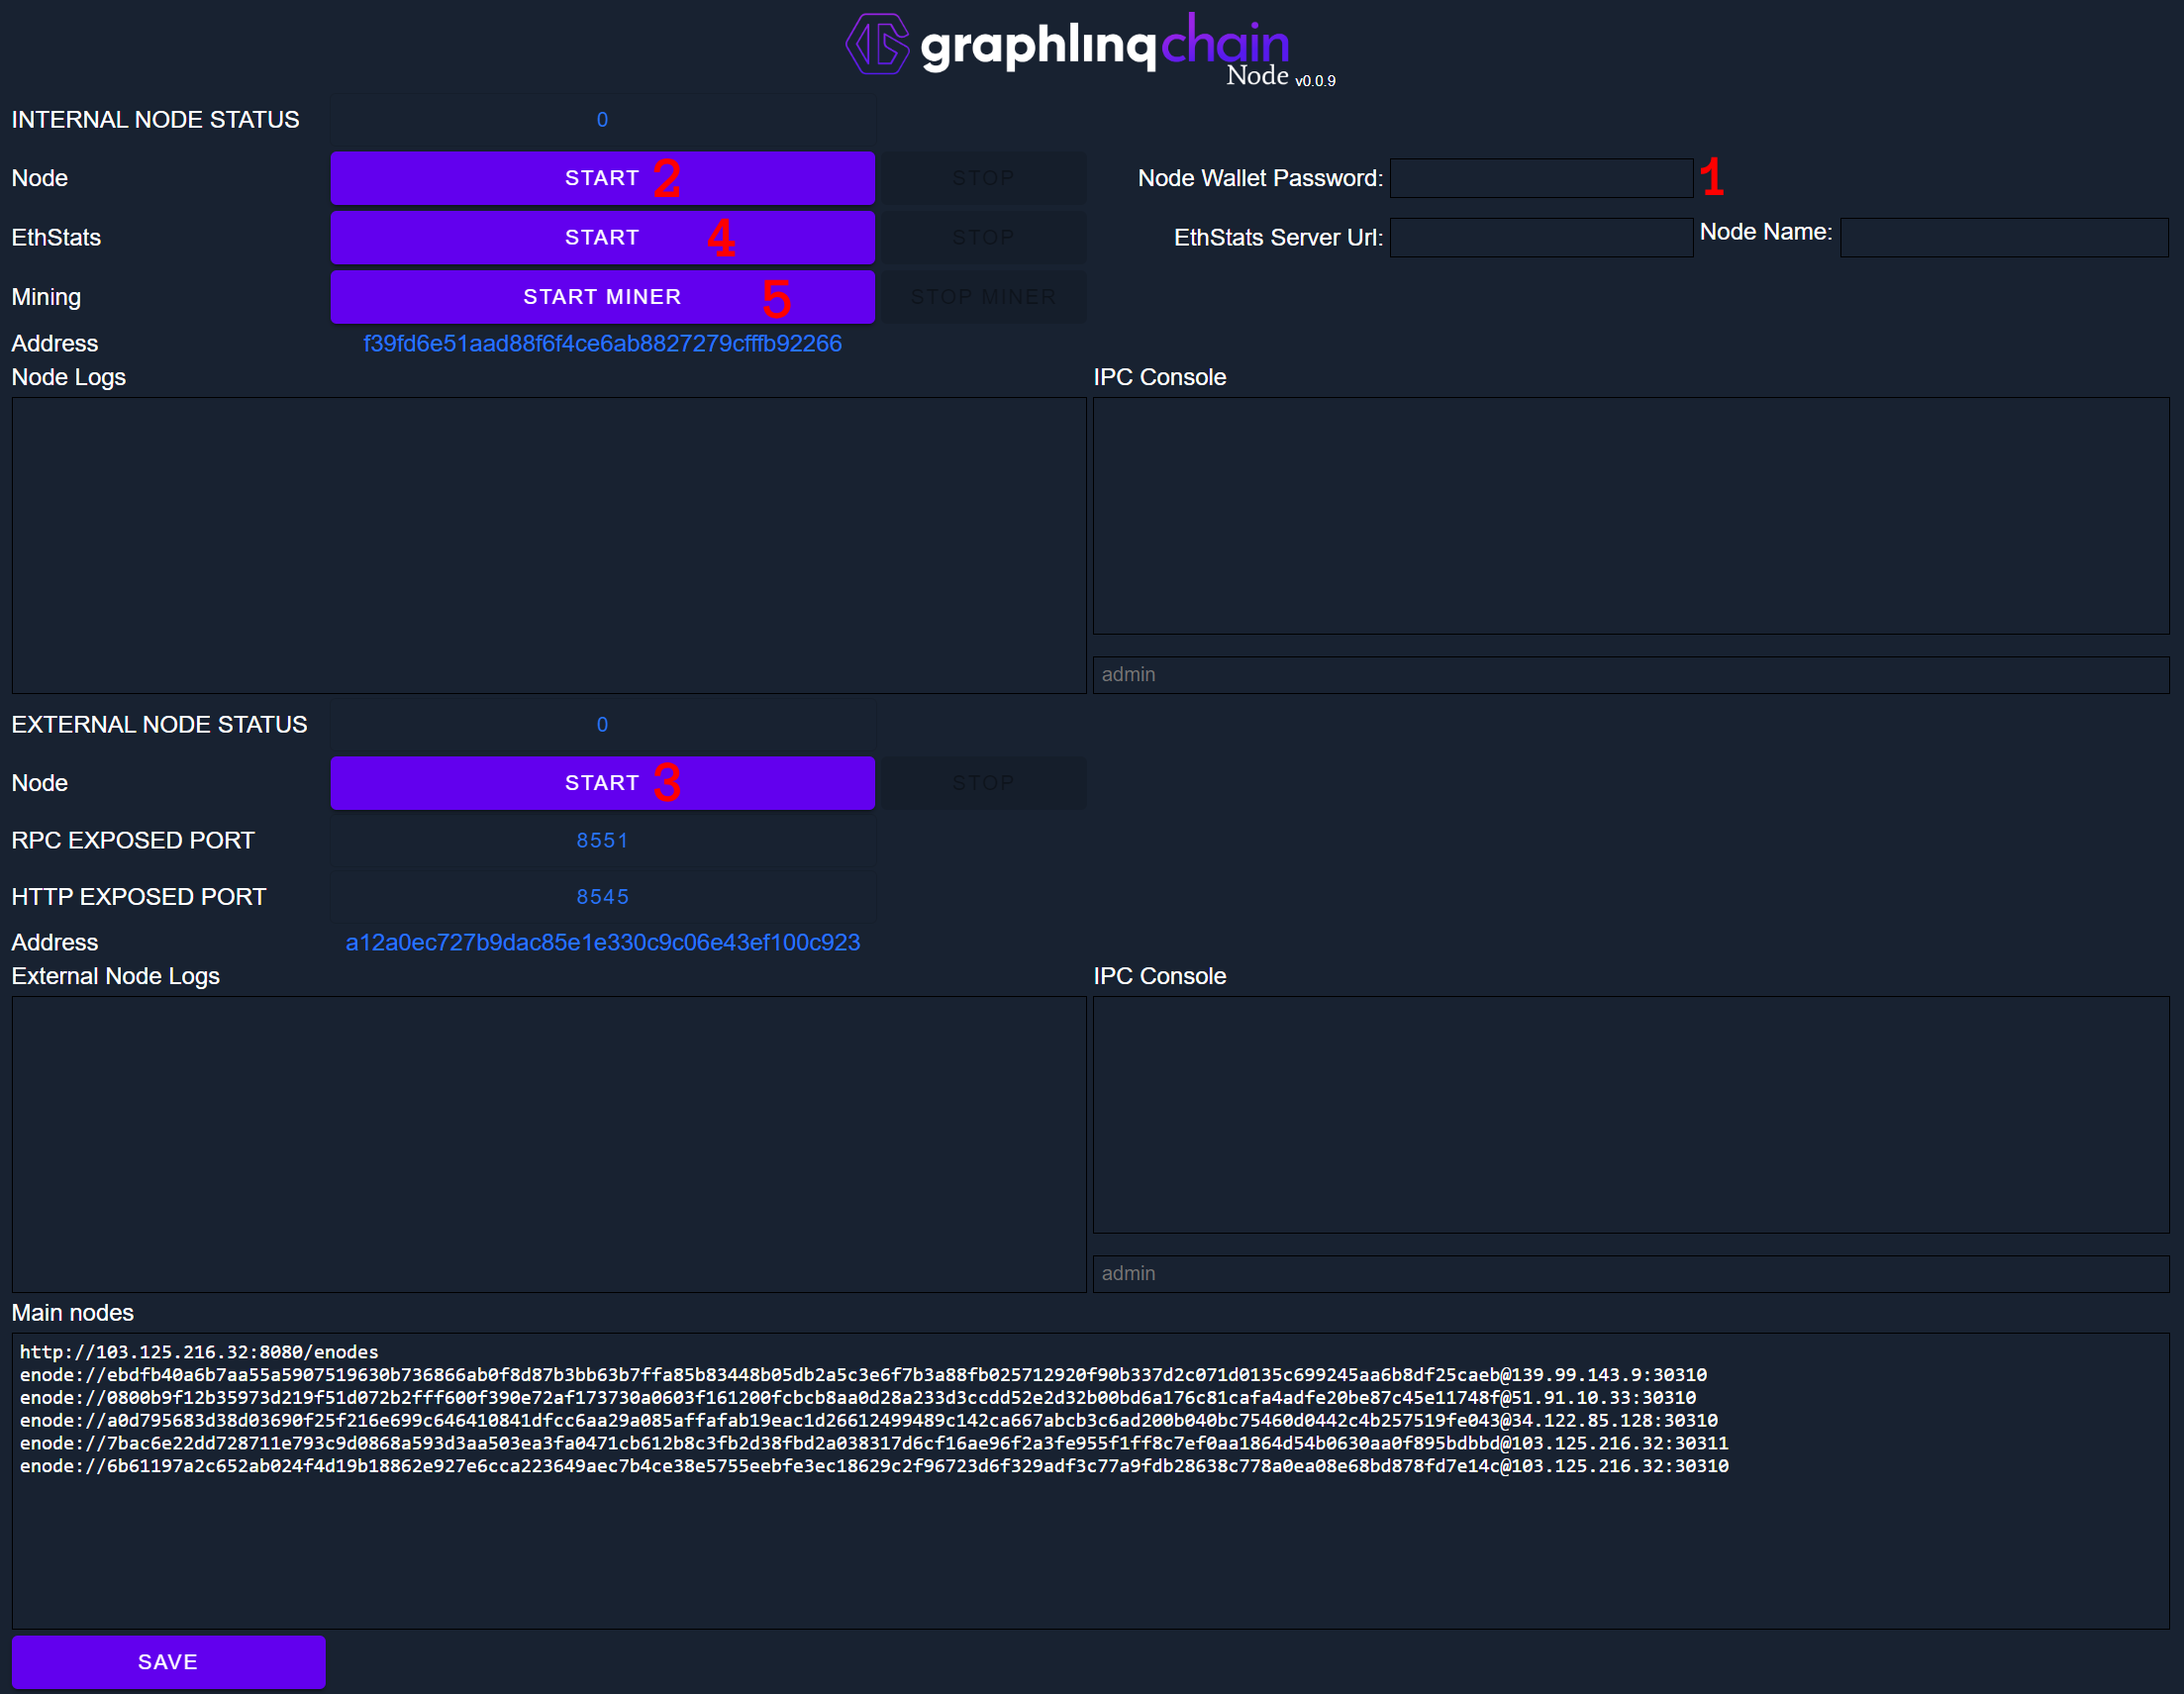 graphlinqchain
Node v0.0.9
INTERNAL NODE STATUS 0
Node START 2 STOP Node Wallet Password: 1
EthStats START 4 STOP EthStats Server Url: Node Name:
Mining START MINER 5 STOP MINER
Address f39fd6e51aad88f6f4ce6ab8827279cfffb92266
Node Logs IPC Console
admin
EXTERNAL NODE STATUS 0
Node START 3 STOP
RPC EXPOSED PORT 8551
HTTP EXPOSED PORT 8545
Address a12a0ec727b9dac85e1e330c9c06e43ef100c923
External Node Logs IPC Console
admin
Main nodes
http://103.125.216.32:8080/enodes
enode://ebdfb40a6b7aa55a5907519630b736866ab0f8d87b3bb63b7ffa85b83448b05db2a5c3e6f7b3a88fb025712920f90b337d2c071d0135c699245aa6b8df25caeb@139.99.143.9:30310
enode://0800b9f12b35973d219f51d072b2fff600f390e72af173730a0603f161200fcbcb8aa0d28a233d3ccdd52e2d32b00bd6a176c81cafa4adfe20be87c45e11748f@51.91.10.33:30310
enode://a0d795683d38d03690f25f216e699c646410841dfcc6aa29a085affafab19eac1d26612499489c142ca667abcb3c6ad200b040bc75460d0442c4b257519fe043@34.122.85.128:30310
enode://7bac6e22dd728711e793c9d0868a593d3aa503ea3fa0471cb612b8c3fb2d38fbd2a038317d6cf16ae96f2a3fe955f1ff8c7ef0aa1864d54b0630aa0f895bdbbd@103.125.216.32:30311
enode://6b61197a2c652ab024f4d19b18862e927e6cca223649aec7b4ce38e5755eebfe3ec18629c2f96723d6f329adf3c77a9fdb28638c778a0ea08e68bd878fd7e14c@103.125.216.32:30310
SAVE